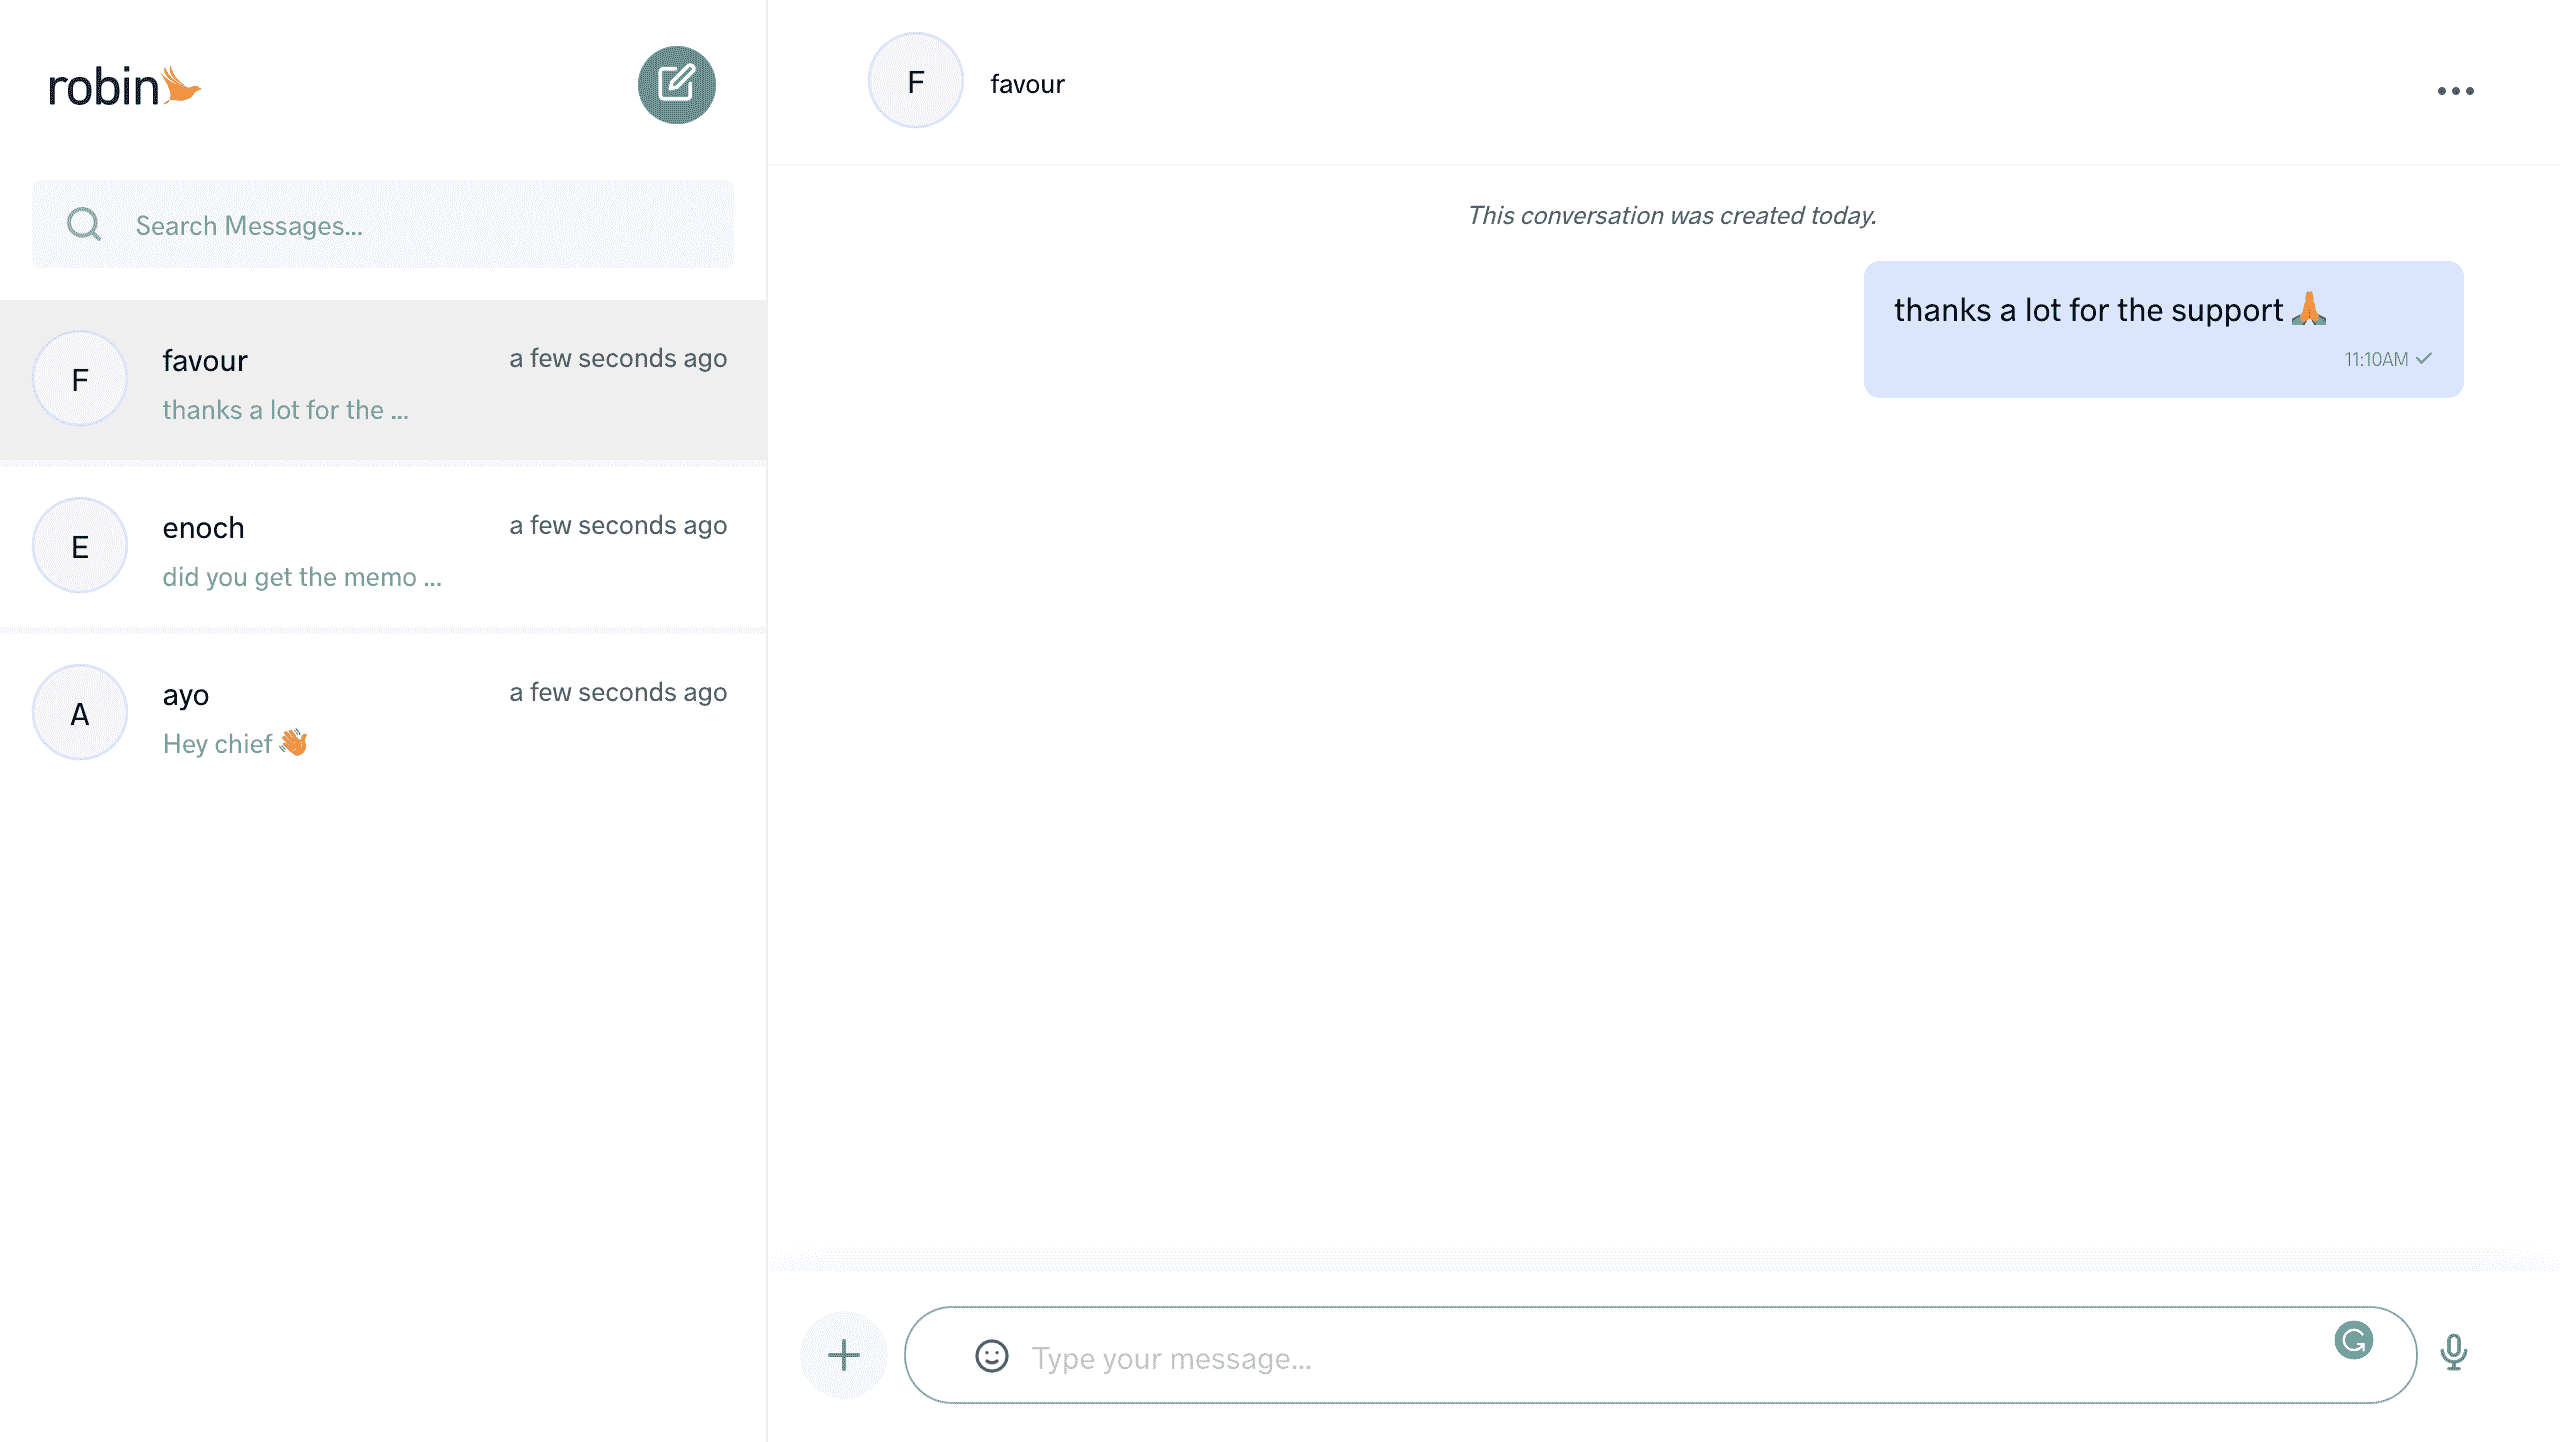 robin
Search Messages...
F
favour
a few seconds ago
thanks a lot for the ...
E
enoch
a few seconds ago
did you get the memo ...
A
ayo
a few seconds ago
Hey chief 👋
F
favour
This conversation was created today.
thanks a lot for the support 🙏
11:10AM
Type your message...
G